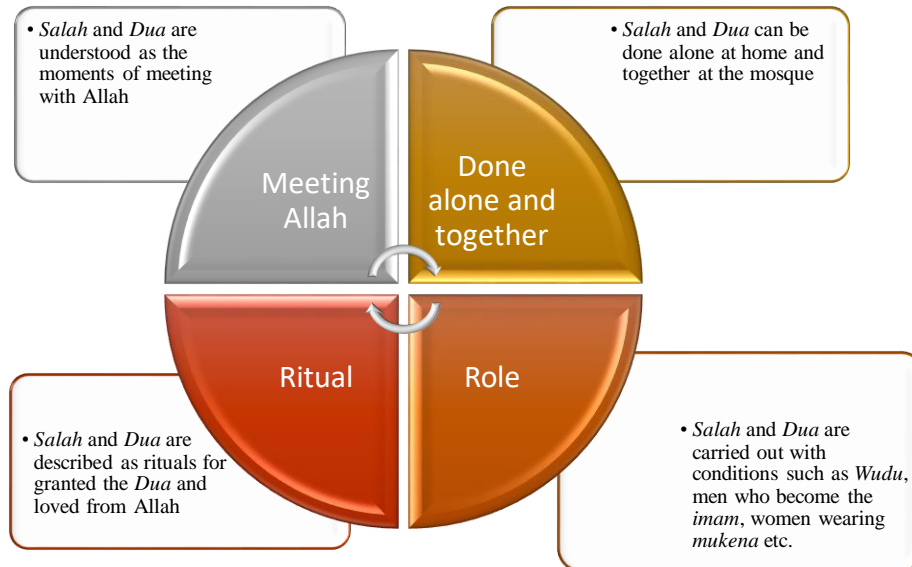 • Salah and Dua are
understood as the
moments of meeting
with Allah
• Salah and Dua can be
done alone at home and
together at the mosque
Meeting
Allah
Done
alone and
together
Ritual
Role
• Salah and Dua are
described as rituals for
granted the Dua and
loved from Allah
• Salah and Dua are
carried out with
conditions such as Wudu,
men who become the
imam, women wearing
mukena etc.